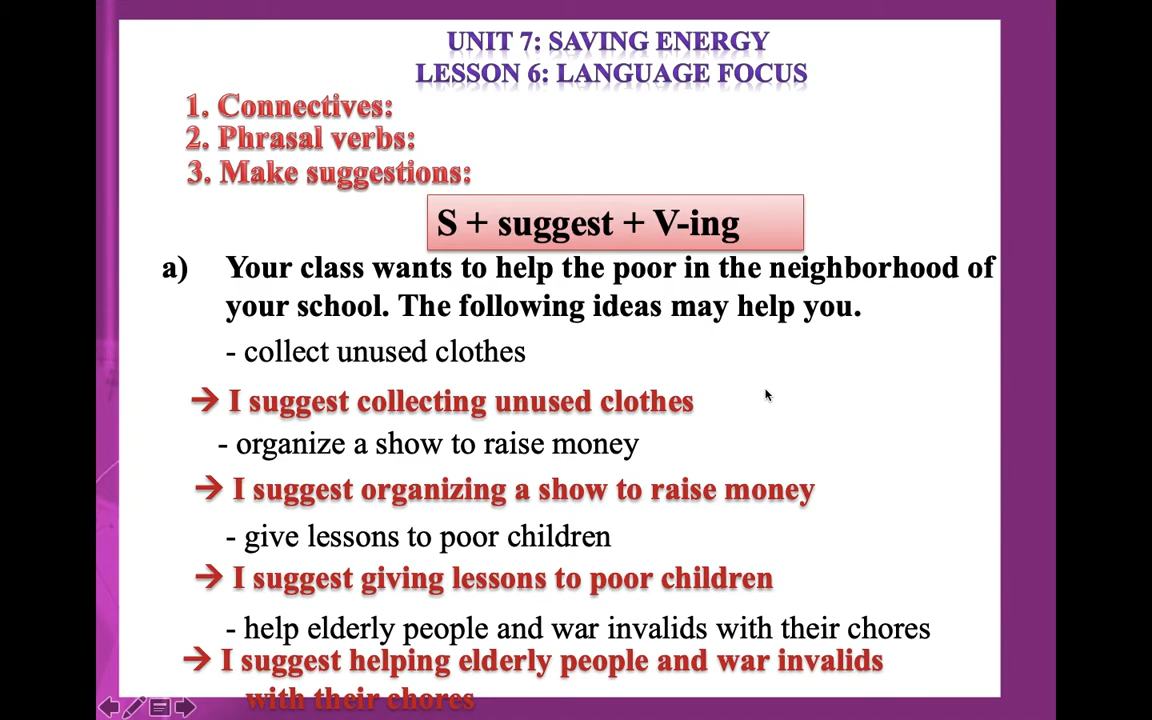 UNIT 7: SAVING ENERGY
LESSON 6: LANGUAGE FOCUS
1. Connectives:
2. Phrasal verbs:
3. Make suggestions:
S + suggest + V-ing
a) Your class wants to help the poor in the neighborhood of
your school. The following ideas may help you.
- collect unused clothes
→ I suggest collecting unused clothes
- organize a show to raise money
→ I suggest organizing a show to raise money
- give lessons to poor children
→ I suggest giving lessons to poor children
- help elderly people and war invalids with their chores
→ I suggest helping elderly people and war invalids
with their chores